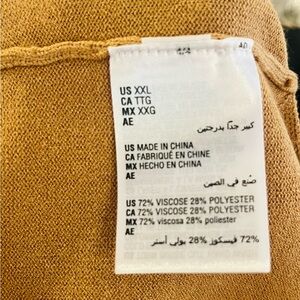 US XXL
CA TTG
MX XXG
AE
كبير جدًا بدرجتين
US MADE IN CHINA
CA FABRIQUÉ EN CHINE
MX HECHO EN CHINA
AE
صُنع في الصين
US 72% VISCOSE 28% POLYESTER
CA 72% VISCOSE 28% POLYESTER
MX 72% viscosa 28% poliester
AE
72% فيسكوز 28% بولي أستر